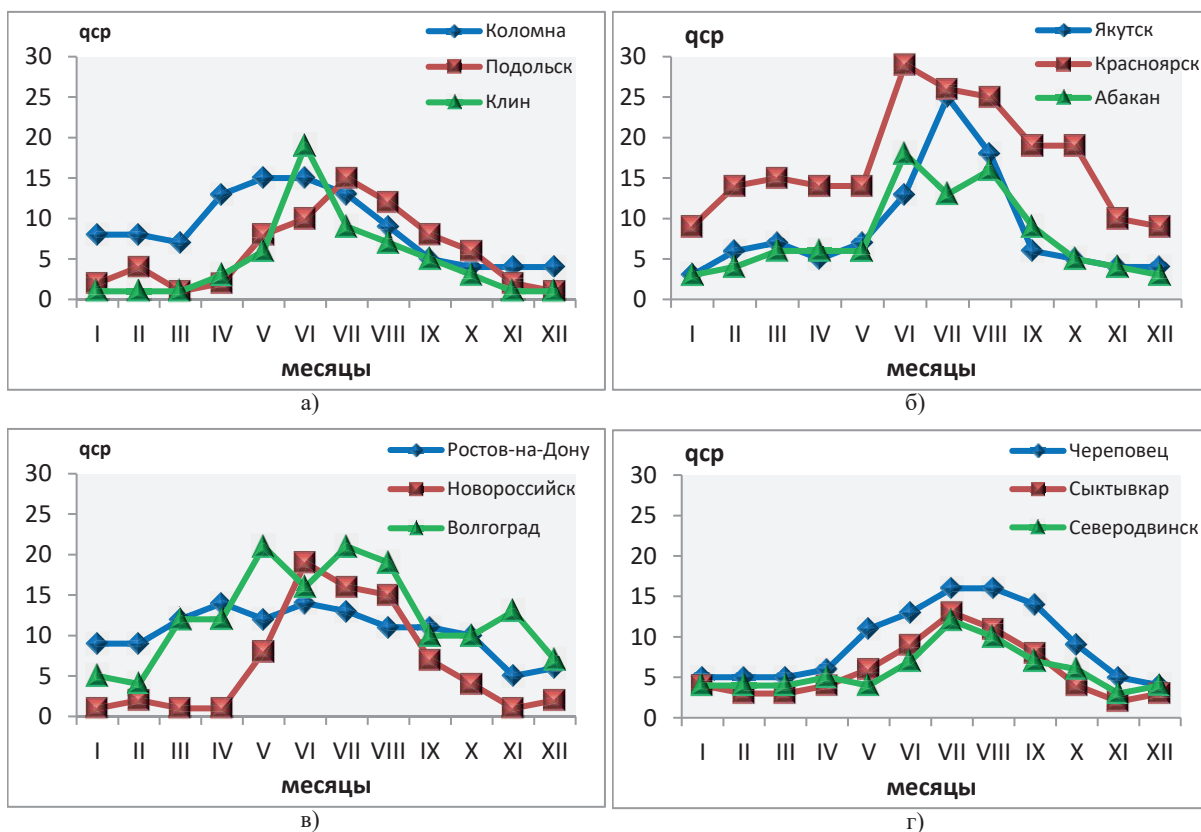 qср
Коломна
Подольск
Клин
30
25
20
15
10
5
0
I II III IV V VI VII VIII IX X XI XII
месяцы
а)
qср
Якутск
Красноярск
Абакан
30
25
20
15
10
5
0
I II III IV V VI VII VIII IX X XI XII
месяцы
б)
qср
Ростов-на-Дону
Новороссийск
Волгоград
30
25
20
15
10
5
0
I II III IV V VI VII VIII IX X XI XII
месяцы
в)
qср
Череповец
Сыктывкар
Северодвинск
30
25
20
15
10
5
0
I II III IV V VI VII VIII IX X XI XII
месяцы
г)